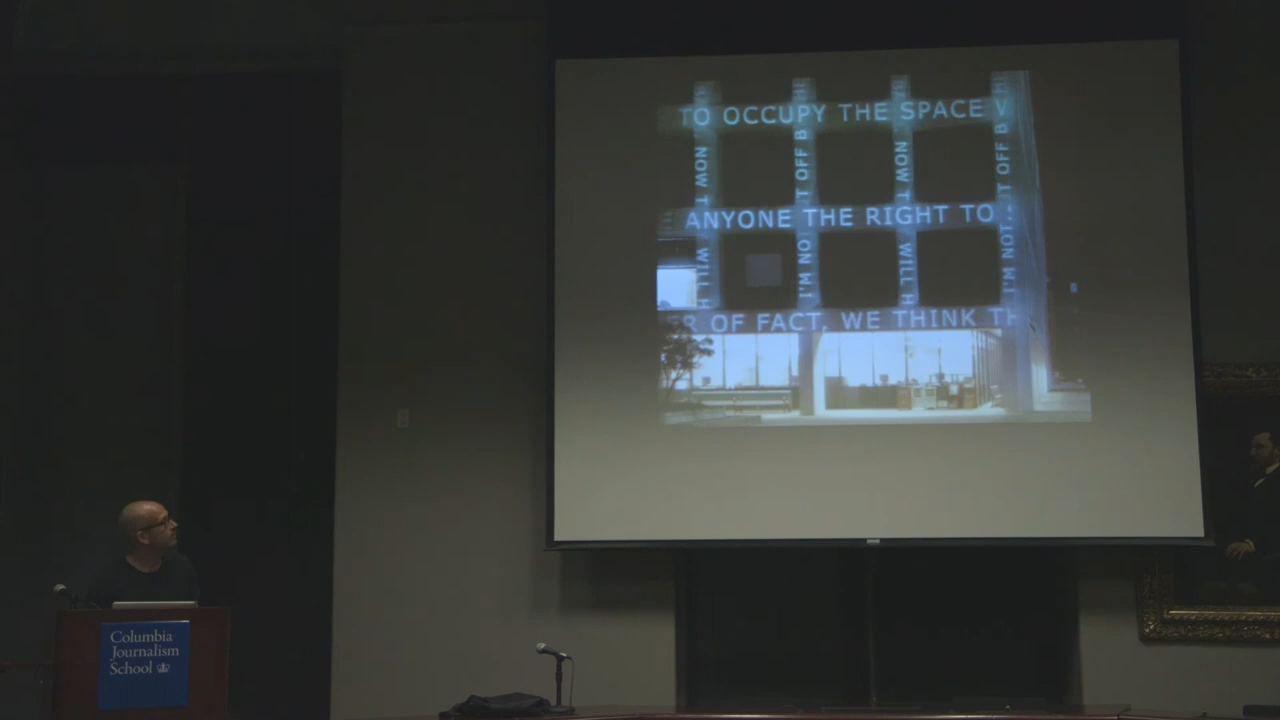 TO OCCUPY THE SPACE
NOW
T OFF B
NOW T
T OFF B
ANYONE THE RIGHT TO
WILL H
I'M NO
WILL H
I'M NOT
R OF FACT, WE THINK TH
Columbia
Journalism
School